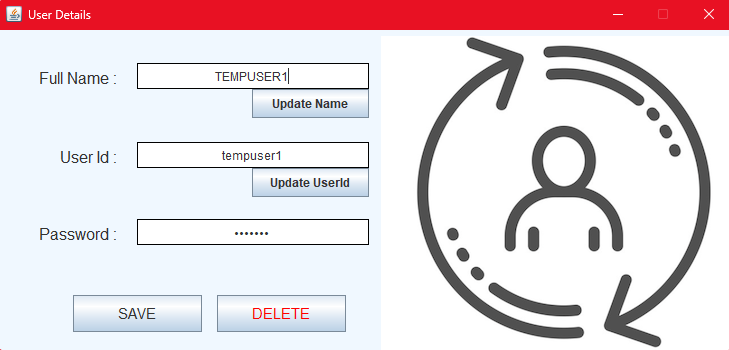 User Details
Full Name : TEMPUSER1
Update Name
User Id : tempuser1
Update UserId
Password : •••••••
SAVE DELETE